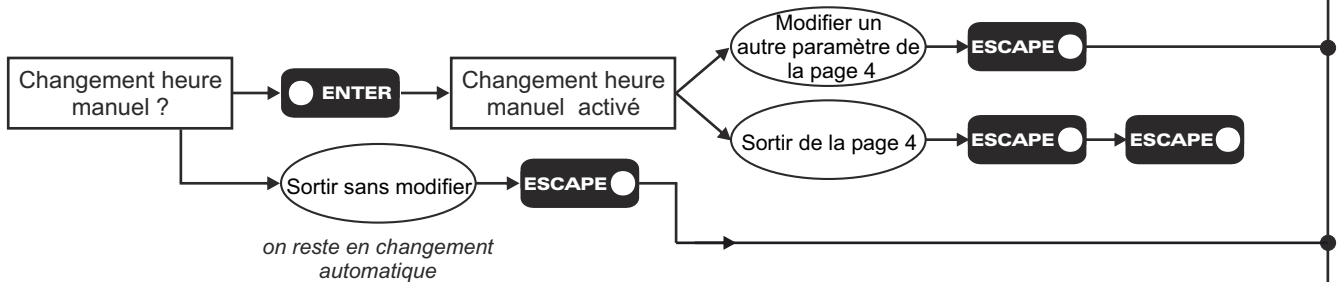 Changement heure
manuel ?
ENTER
Changement heure
manuel activé
Modifier un
autre paramètre de
la page 4
ESCAPE
Sortir de la page 4
ESCAPE
ESCAPE
Sortir sans modifier
ESCAPE
on reste en changement
automatique